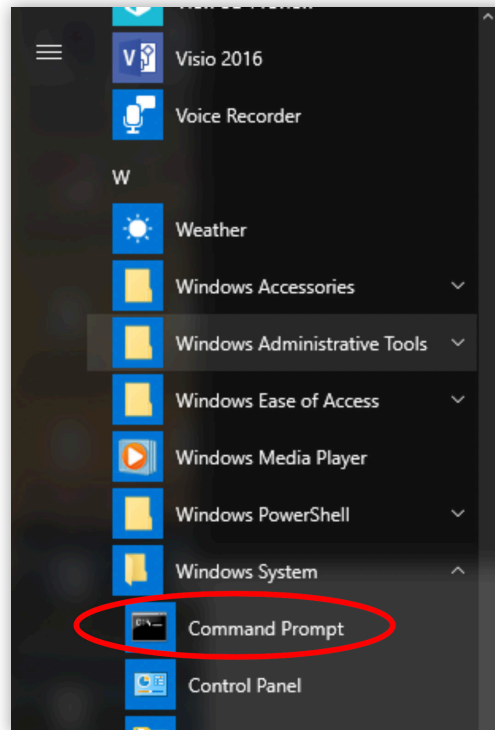 Visio 2016
Voice Recorder
W
Weather
Windows Accessories
Windows Administrative Tools
Windows Ease of Access
Windows Media Player
Windows PowerShell
Windows System
Command Prompt
Control Panel